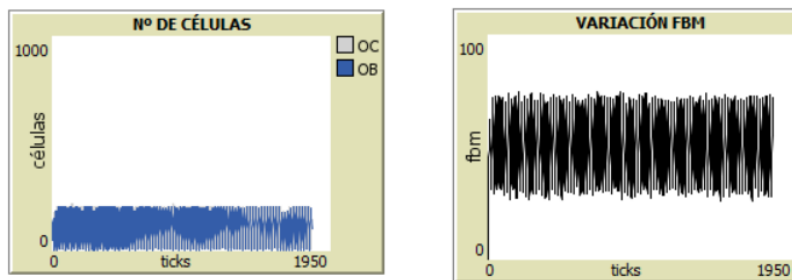 Nº DE CÉLULAS
1000
células
0
0
ticks
1950
OC
OB
VARIACIÓN FBM
100
fbm
0
0
ticks
1950